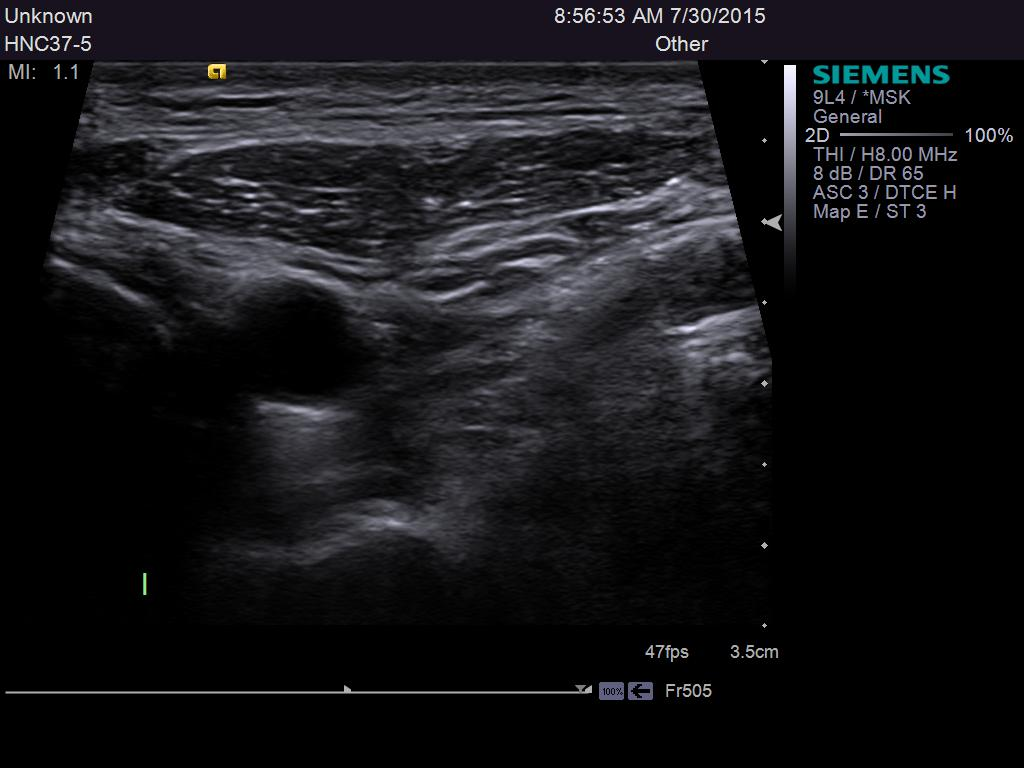 Unknown
8:56:53 AM 7/30/2015
HNC37-5
Other
MI: 1.1
SIEMENS
9L4 / *MSK
General
2D 100%
THI / H8.00 MHz
8 dB / DR 65
ASC 3 / DTCE H
Map E / ST 3
47fps
3.5cm
100%
Fr505